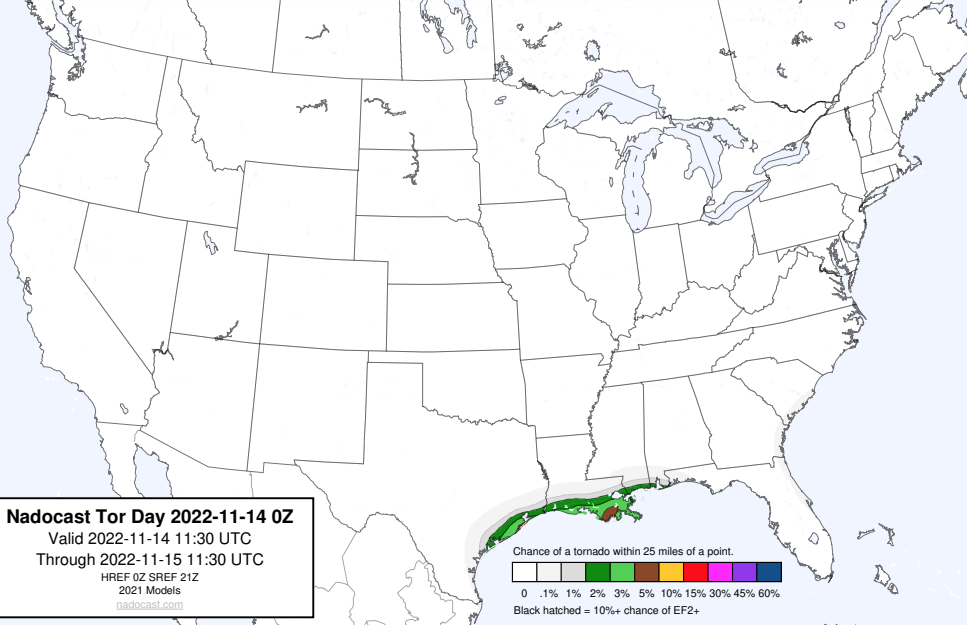 Nadocast Tor Day 2022-11-14 0Z
Valid 2022-11-14 11:30 UTC
Through 2022-11-15 11:30 UTC
HREF 0Z SREF 21Z
2021 Models
nadocast.com
Chance of a tornado within 25 miles of a point.
0 .1% 1% 2% 3% 5% 10% 15% 30% 45% 60%
Black hatched = 10%+ chance of EF2+